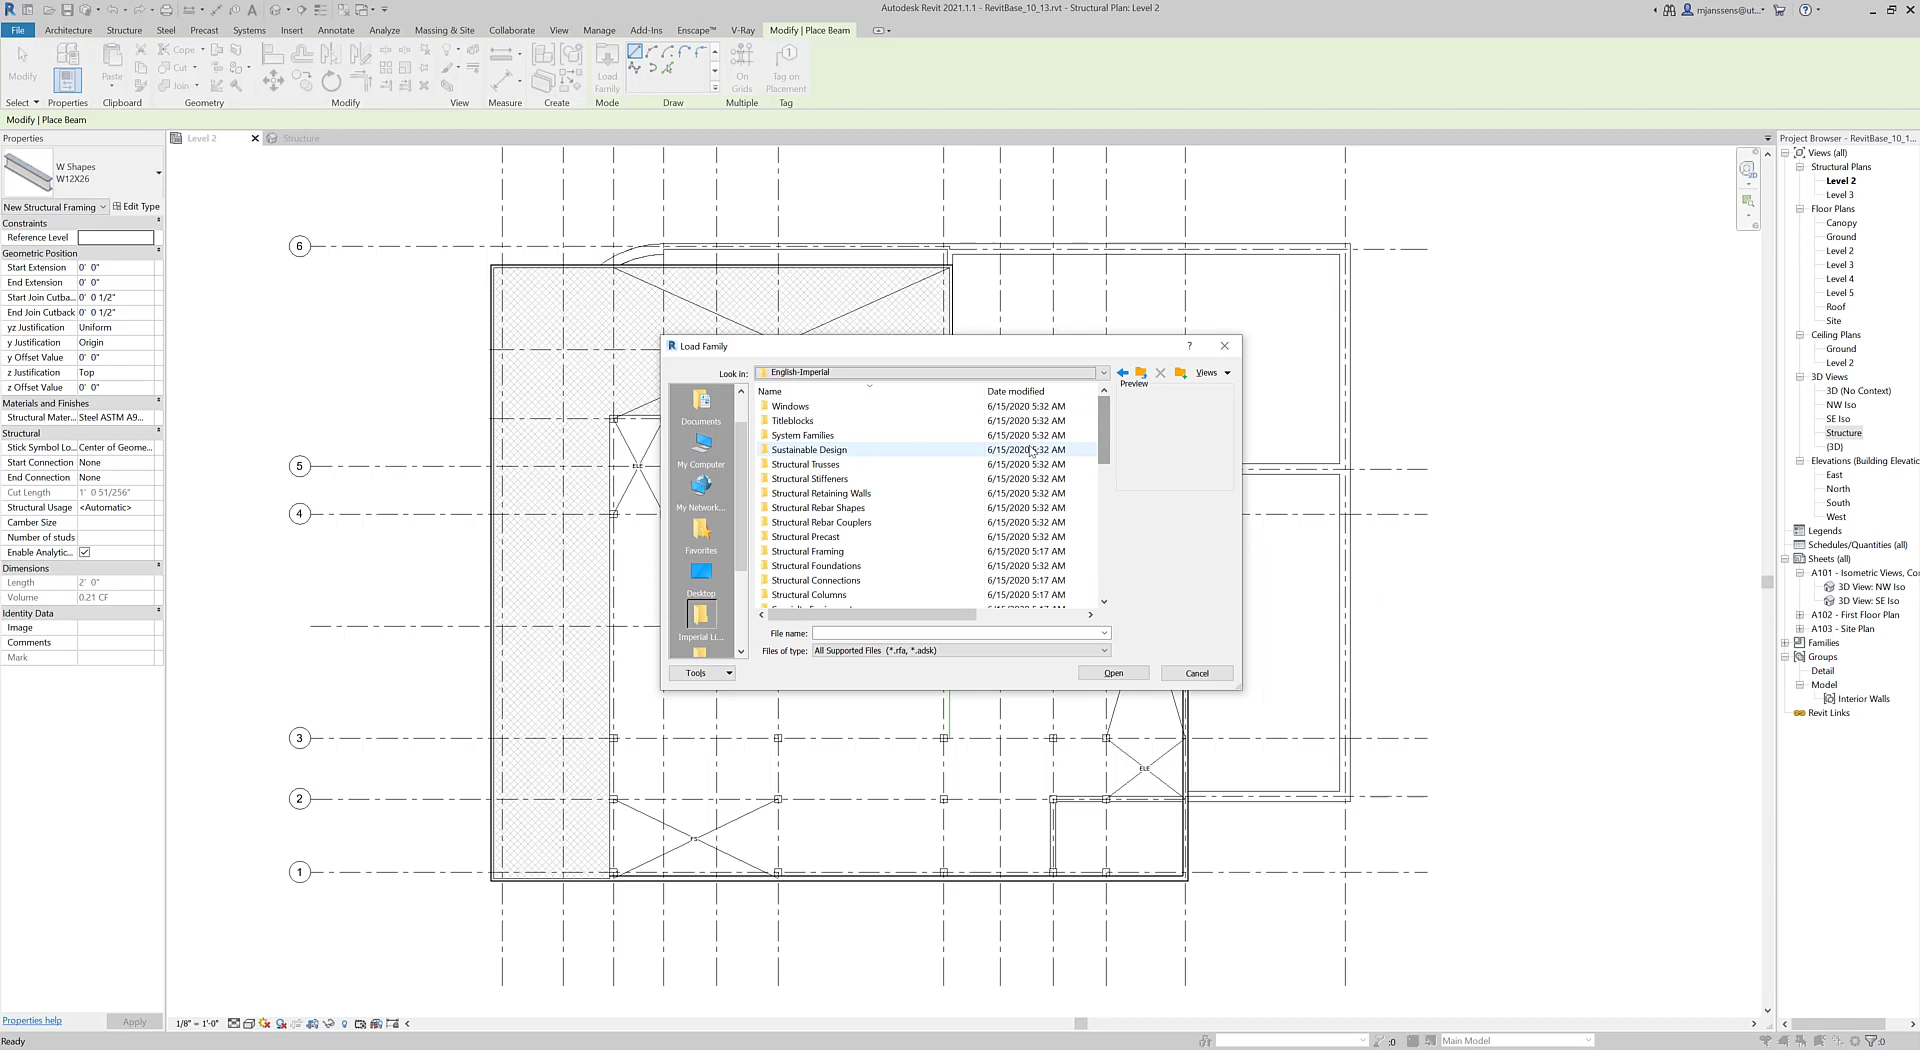 Autodesk Revit 2021.1.1 - RevitBase_10_13.rvt - Structural Plan: Level 2
mjanssens@ut...
File Architecture Structure Steel Precast Systems Insert Annotate Analyze Massing & Site Collaborate View Manage Add-Ins Enscape™ V-Ray Modify | Place Beam
Modify
Paste
Cope
Cut
Join
Load
Family
On
Grids
Tag on
Placement
Select Properties Clipboard Geometry Modify View Measure Create Mode Draw Multiple Tag
Modify | Place Beam
Properties
W Shapes
W12X26
New Structural Framing Edit Type
Constraints
Reference Level
Geometric Position
Start Extension 0' 0"
End Extension 0' 0"
Start Join Cutba... 0' 0 1/2"
End Join Cutback 0' 0 1/2"
yz Justification Uniform
y Justification Origin
y Offset Value 0' 0"
z Justification Top
z Offset Value 0' 0"
Materials and Finishes
Structural Mater... Steel ASTM A9...
Structural
Stick Symbol Lo... Center of Geome...
Start Connection None
End Connection None
Cut Length 1' 0 51/256"
Structural Usage <Automatic>
Camber Size
Number of studs
Enable Analytic...
Dimensions
Length 2' 0"
Volume 0.21 CF
Identity Data
Image
Comments
Mark
Properties help Apply
Level 2
Structure
6
5
4
3
2
1
ELE
ELE
FS
Load Family
Look in: English-Imperial
Views
Preview
Documents
My Computer
My Network...
Favorites
Desktop
Imperial Li...
Name Date modified
Windows 6/15/2020 5:32 AM
Titleblocks 6/15/2020 5:32 AM
System Families 6/15/2020 5:32 AM
Sustainable Design 6/15/2020 5:32 AM
Structural Trusses 6/15/2020 5:32 AM
Structural Stiffeners 6/15/2020 5:32 AM
Structural Retaining Walls 6/15/2020 5:32 AM
Structural Rebar Shapes 6/15/2020 5:32 AM
Structural Rebar Couplers 6/15/2020 5:32 AM
Structural Precast 6/15/2020 5:32 AM
Structural Framing 6/15/2020 5:17 AM
Structural Foundations 6/15/2020 5:32 AM
Structural Connections 6/15/2020 5:17 AM
Structural Columns 6/15/2020 5:17 AM
File name:
Files of type: All Supported Files (*.rfa, *.adsk)
Tools Open Cancel
Project Browser - RevitBase_10_1...
Views (all)
Structural Plans
Level 2
Level 3
Floor Plans
Canopy
Ground
Level 2
Level 3
Level 4
Level 5
Roof
Site
Ceiling Plans
Ground
Level 2
3D Views
3D (No Context)
NW Iso
SE Iso
Structure
{3D}
Elevations (Building Elevatic
East
North
South
West
Legends
Schedules/Quantities (all)
Sheets (all)
A101 - Isometric Views, Co
3D View: NW Iso
3D View: SE Iso
A102 - First Floor Plan
A103 - Site Plan
Families
Groups
Detail
Model
Interior Walls
Revit Links
1/8" = 1'-0"
Ready
:0
Main Model
:0